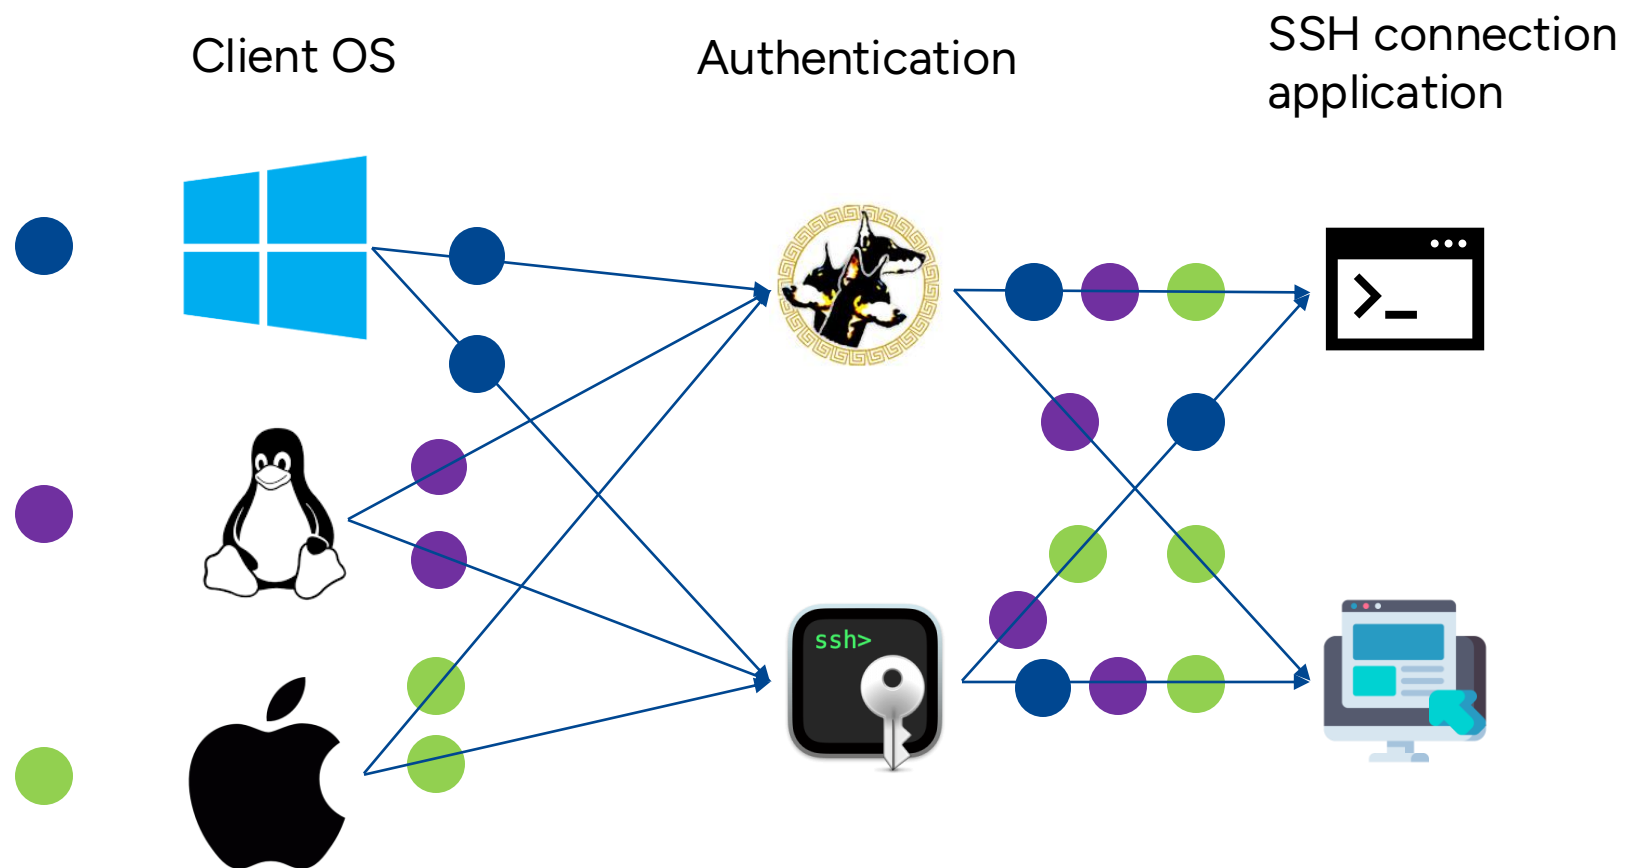 Client OS
Authentication
SSH connection
application
>_
ssh>